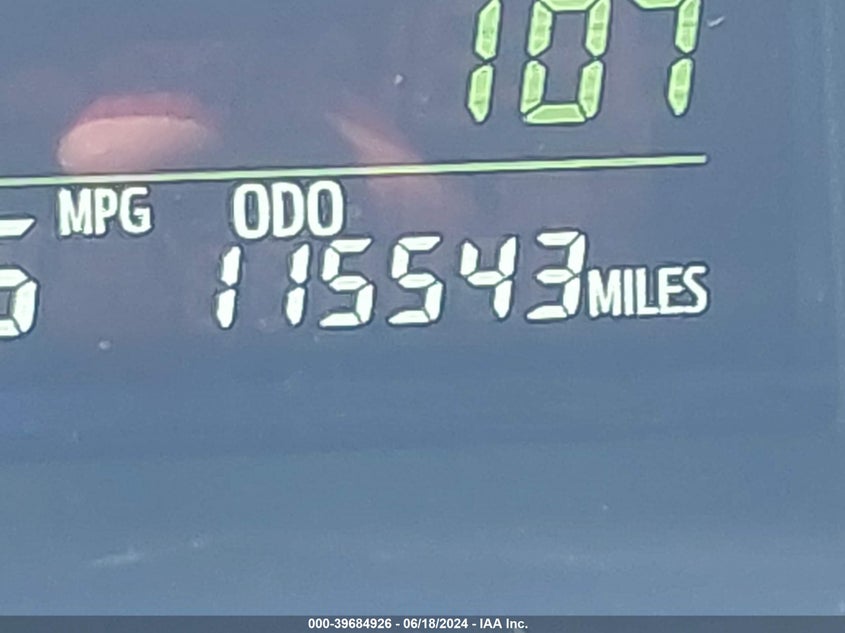 107
MPG ODO
115543 MILES
000-39684926 - 06/18/2024 - IAA Inc.